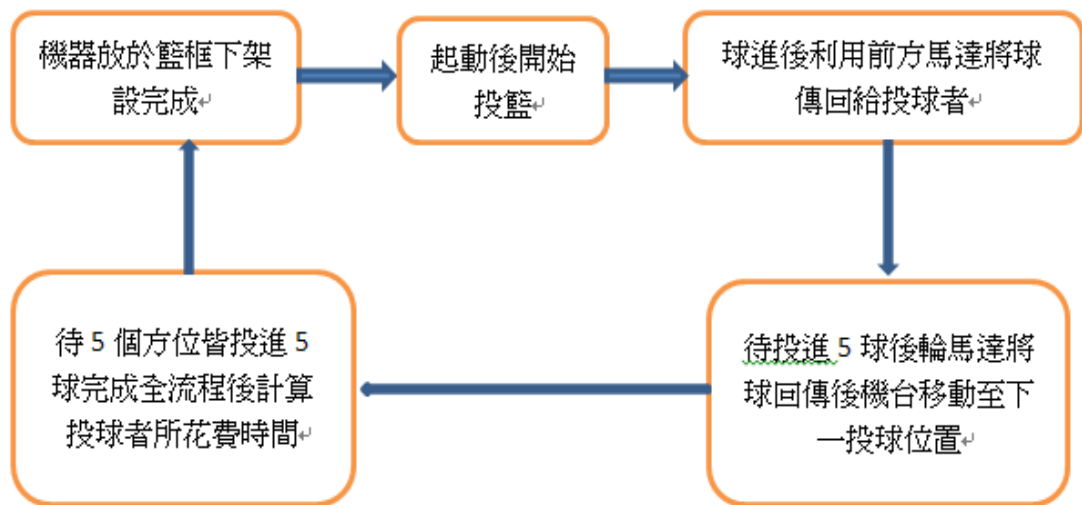 機器放於籃框下架
設完成↵
起動後開始
投籃↵
球進後利用前方馬達將球
傳回給投球者↵
待投進 5 球後輪馬達將
球回傳後機台移動至下
一投球位置↵
待 5 個方位皆投進 5
球完成全流程後計算
投球者所花費時間↵